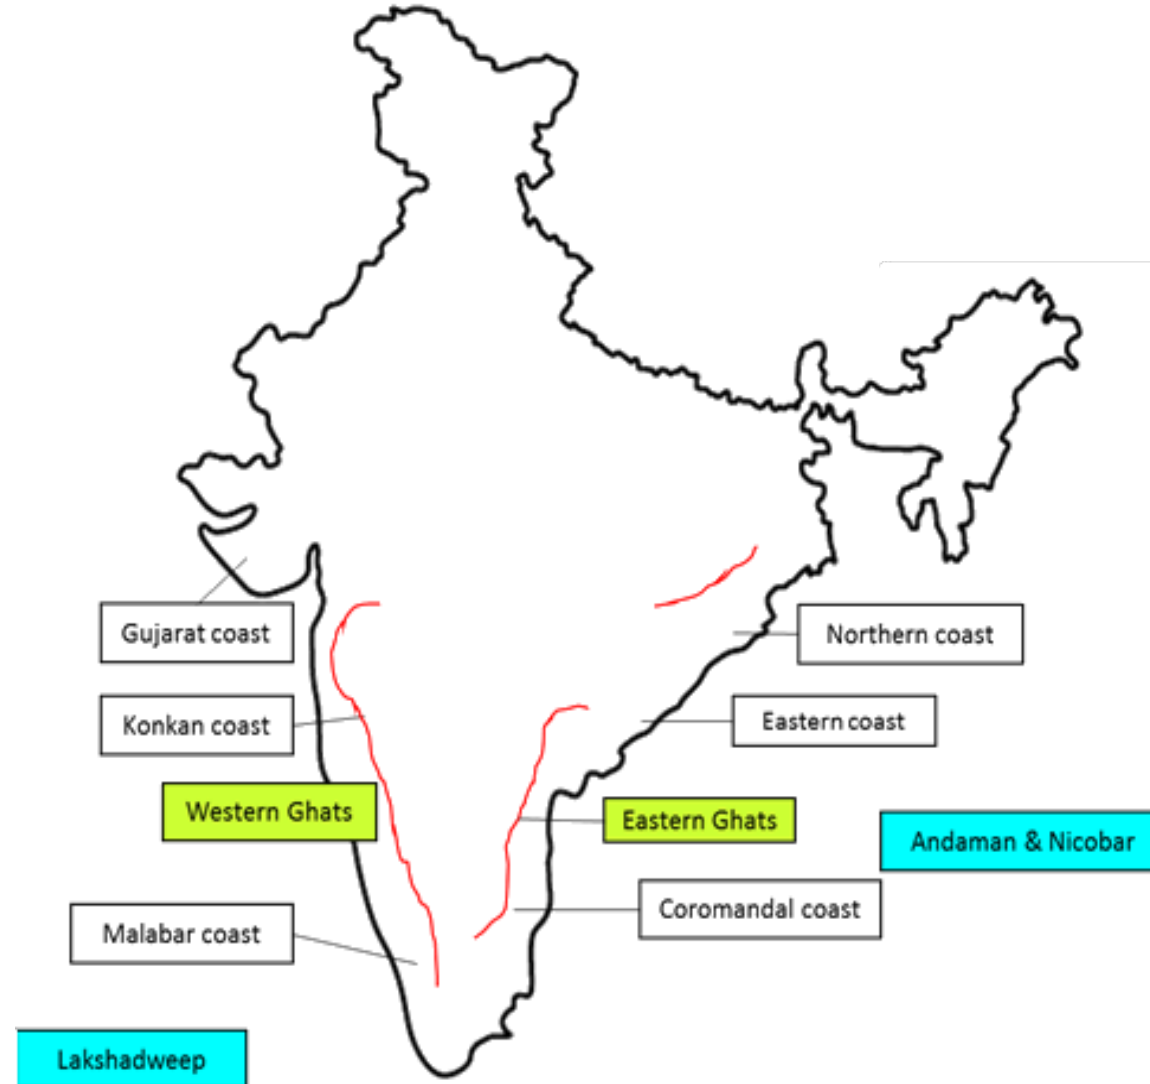 Gujarat coast
Northern coast
Konkan coast
Eastern coast
Western Ghats
Eastern Ghats
Andaman & Nicobar
Coromandal coast
Malabar coast
Lakshadweep